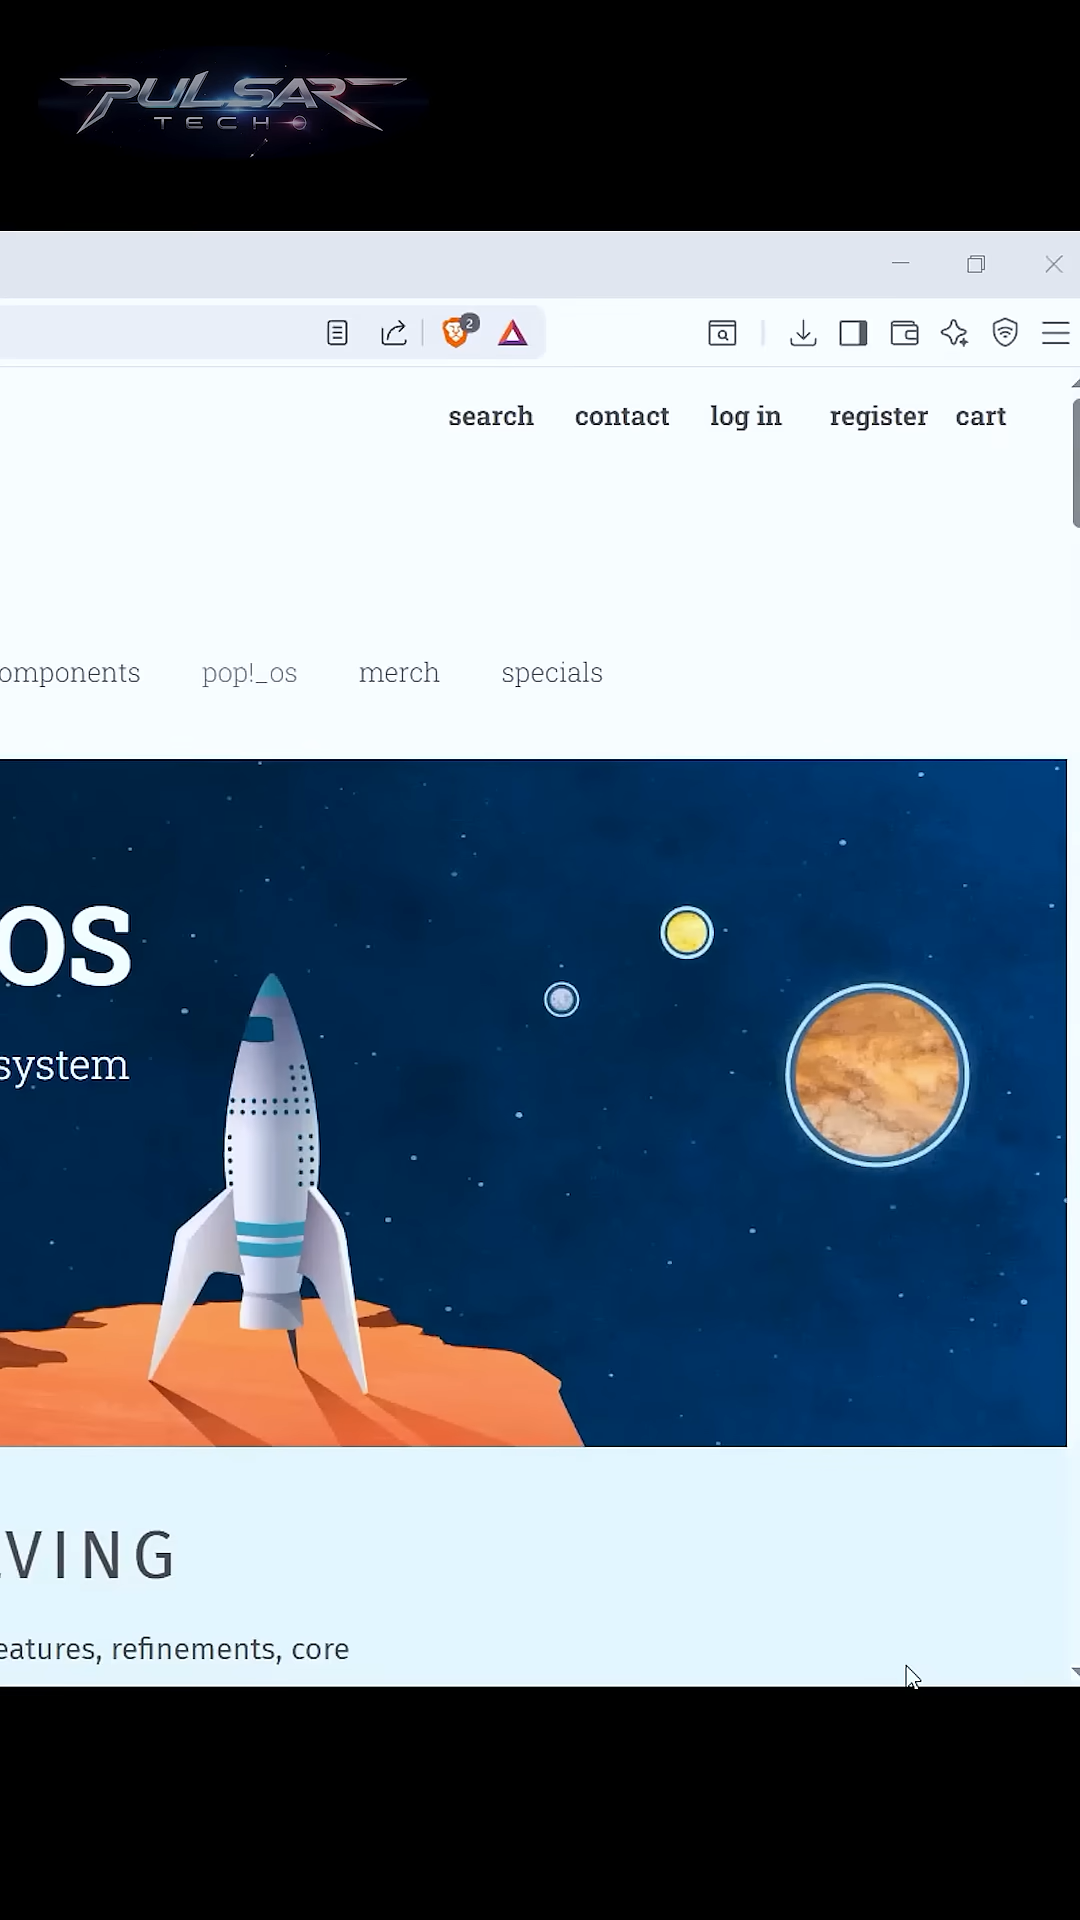 PULSAR
TECH
2
search contact log in register cart
omponents pop!_os merch specials
OS
system
VING
eatures, refinements, core